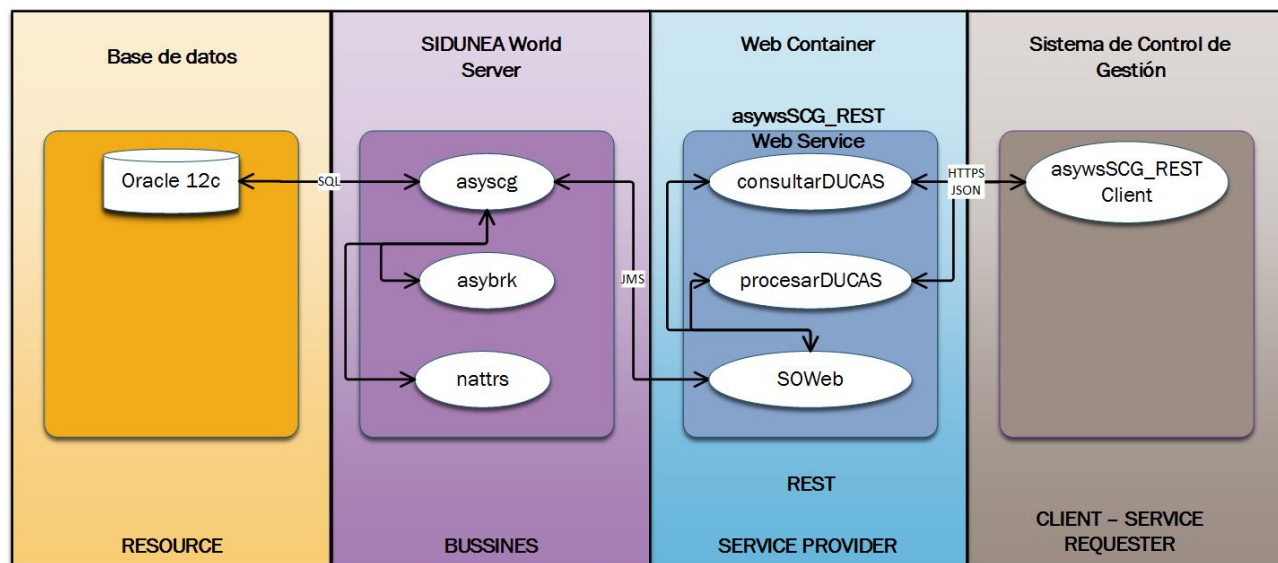 Base de datos
Oracle 12c
RESOURCE
SQL
SIDUNEA World
Server
asyscg
asybrk
nattrs
BUSSINES
JMS
Web Container
asywsSCG_REST
Web Service
consultarDUCAS
procesarDUCAS
SOWeb
REST
SERVICE PROVIDER
HTTPS
JSON
Sistema de Control de
Gestión
asywsSCG_REST
Client
CLIENT – SERVICE
REQUESTER